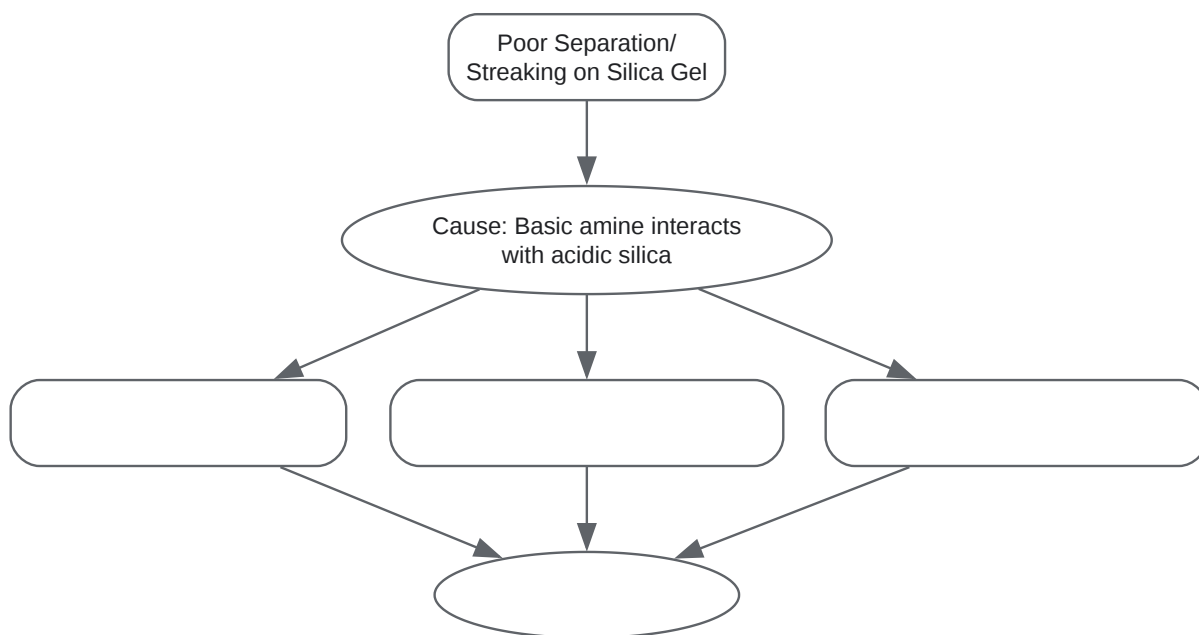 Poor Separation/
Streaking on Silica Gel
Cause: Basic amine interacts
with acidic silica